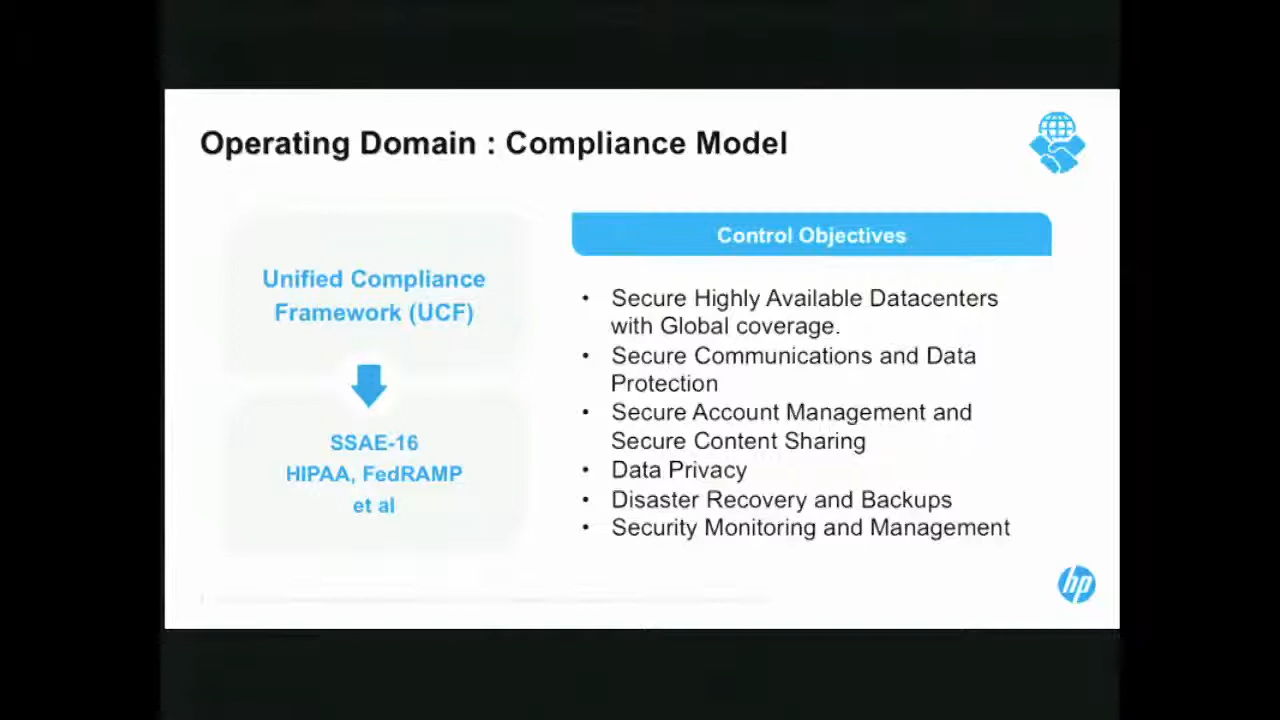 Operating Domain : Compliance Model
Unified Compliance
Framework (UCF)
SSAE-16
HIPAA, FedRAMP
et al
Control Objectives
• Secure Highly Available Datacenters
with Global coverage.
• Secure Communications and Data
Protection
• Secure Account Management and
Secure Content Sharing
• Data Privacy
• Disaster Recovery and Backups
• Security Monitoring and Management
hp